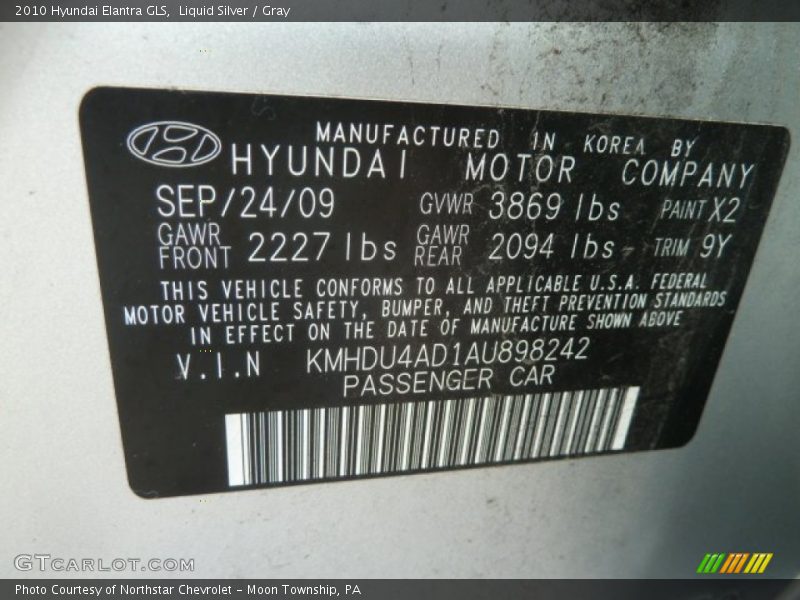 2010 Hyundai Elantra GLS,  Liquid Silver / Gray
MANUFACTURED IN KOREA BY
HYUNDAI MOTOR COMPANY
SEP/24/09 GVWR 3869 lbs PAINT X2
GAWR FRONT 2227 lbs GAWR REAR 2094 lbs TRIM 9Y
THIS VEHICLE CONFORMS TO ALL APPLICABLE U.S.A. FEDERAL
MOTOR VEHICLE SAFETY, BUMPER, AND THEFT PREVENTION STANDARDS
IN EFFECT ON THE DATE OF MANUFACTURE SHOWN ABOVE
V.I.N KMHDU4AD1AU898242
PASSENGER CAR
GTcarlot.com
Photo Courtesy of Northstar Chevrolet - Moon Township, PA